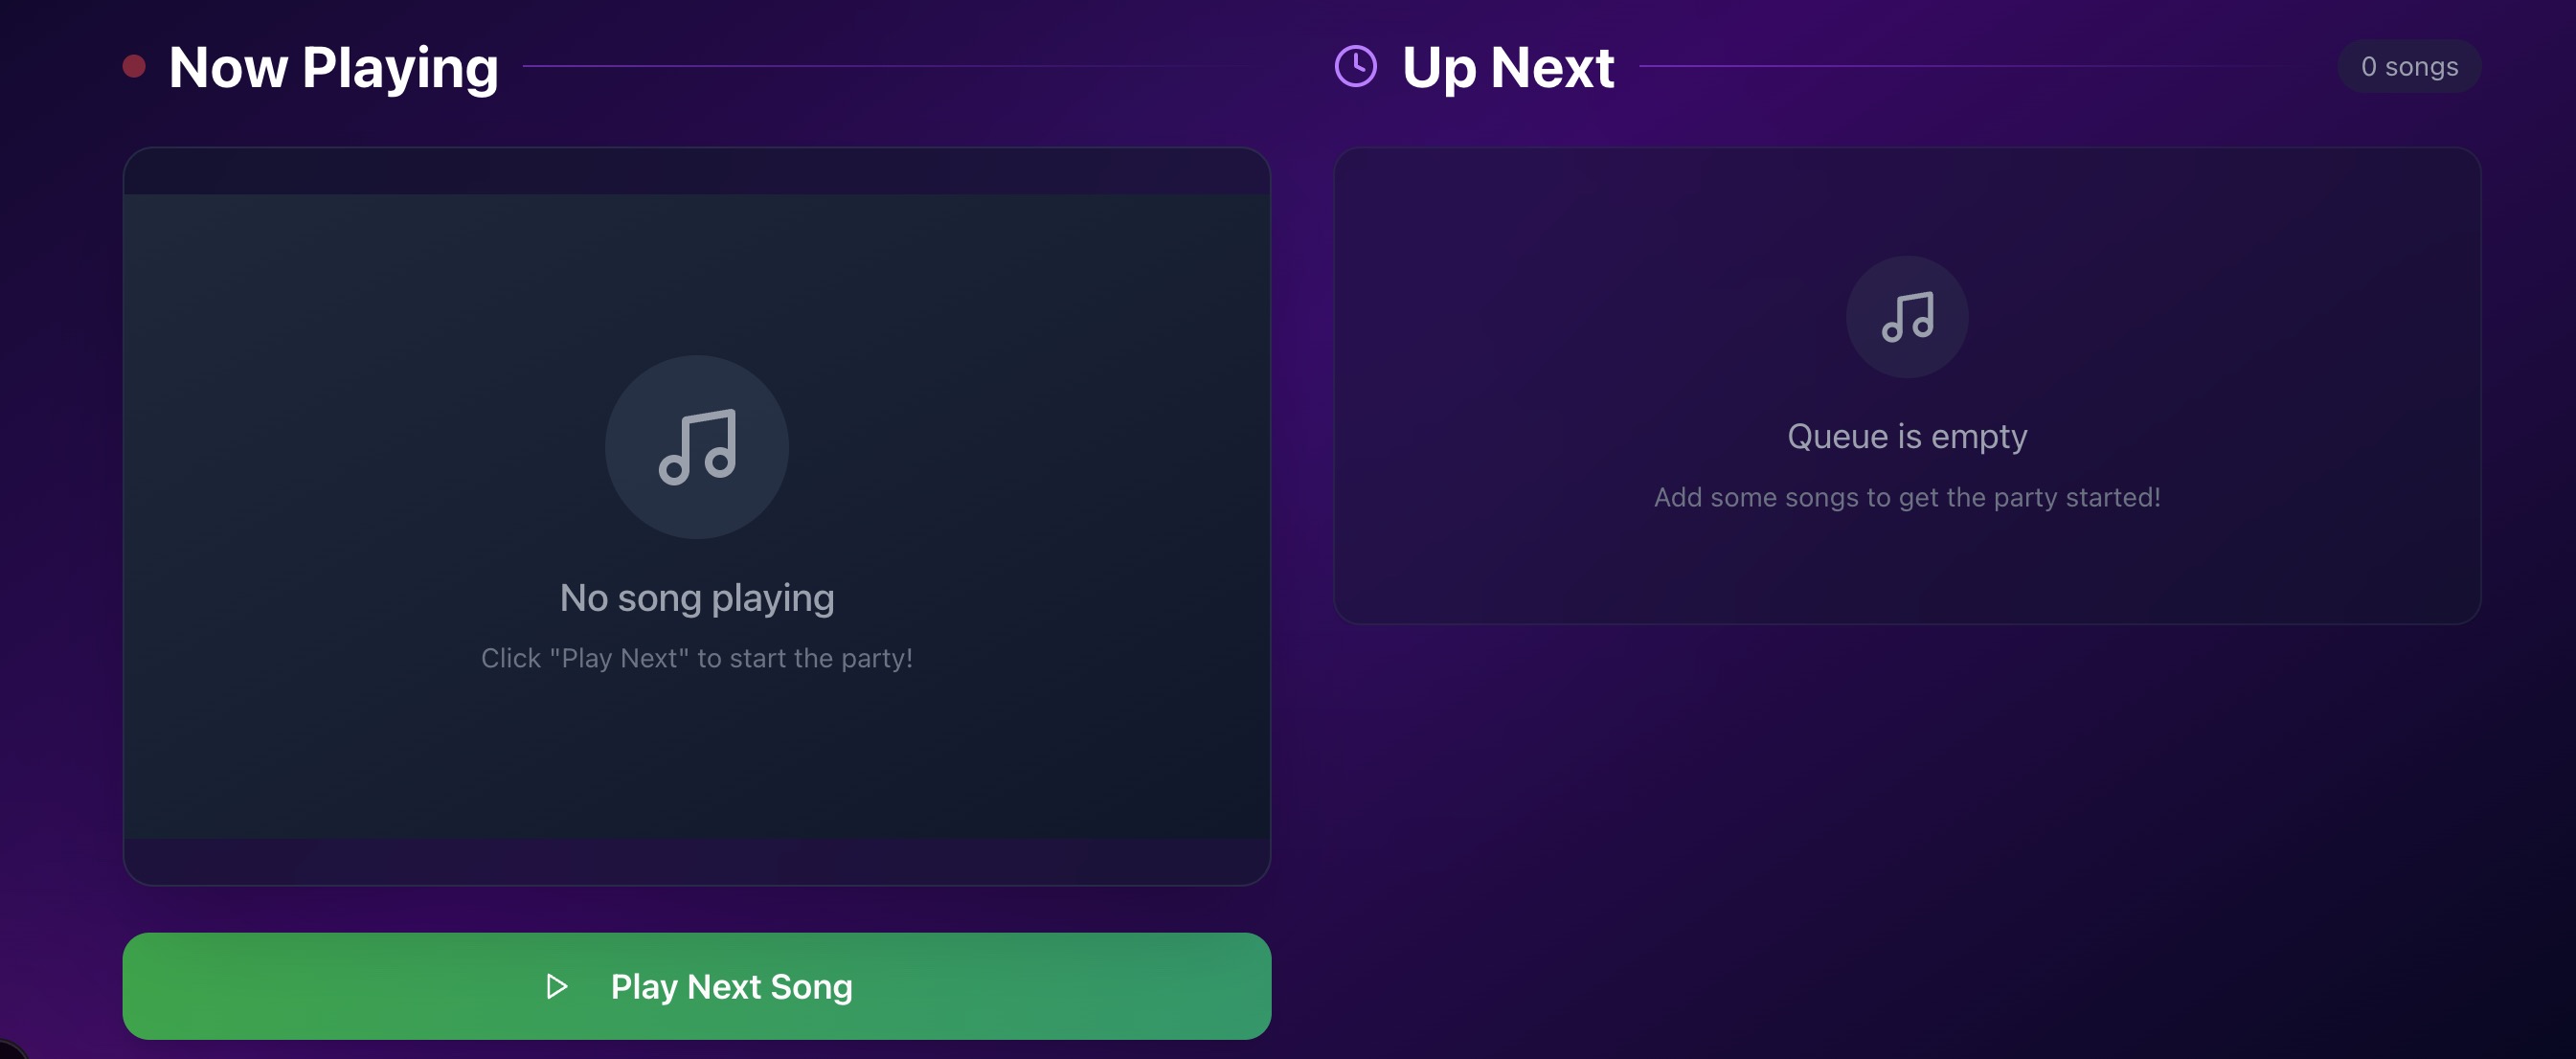 Now Playing
Up Next
0 songs
No song playing
Click "Play Next" to start the party!
Queue is empty
Add some songs to get the party started!
Play Next Song